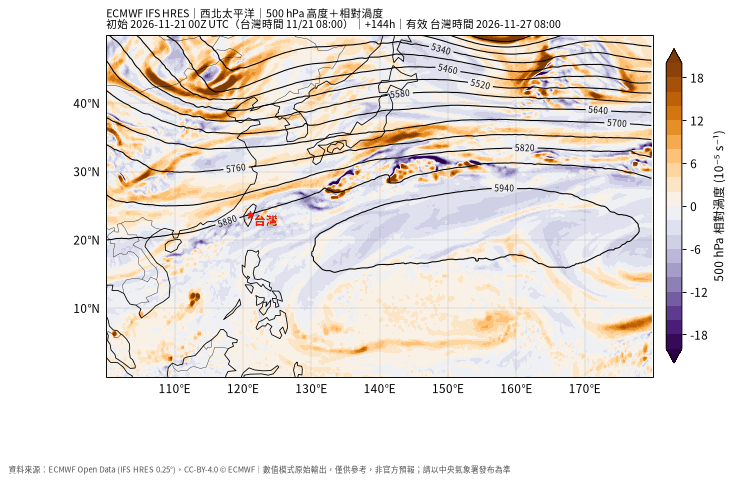 ECMWF IFS HRES｜西北太平洋｜500 hPa 高度＋相對渦度
初始 2026-11-21 00Z UTC（台灣時間 11/21 08:00）｜+144h｜有效 台灣時間 2026-11-27 08:00
5340
5460
5520
5580
5640
5700
5820
5760
5940
5880
台灣
40°N
30°N
20°N
10°N
110°E
120°E
130°E
140°E
150°E
160°E
170°E
18
12
6
0
-6
-12
-18
500 hPa 相對渦度 (10⁻⁵ s⁻¹)
資料來源：ECMWF Open Data (IFS HRES 0.25°)，CC-BY-4.0 © ECMWF｜數值模式原始輸出，僅供參考，非官方預報；請以中央氣象署發布為準